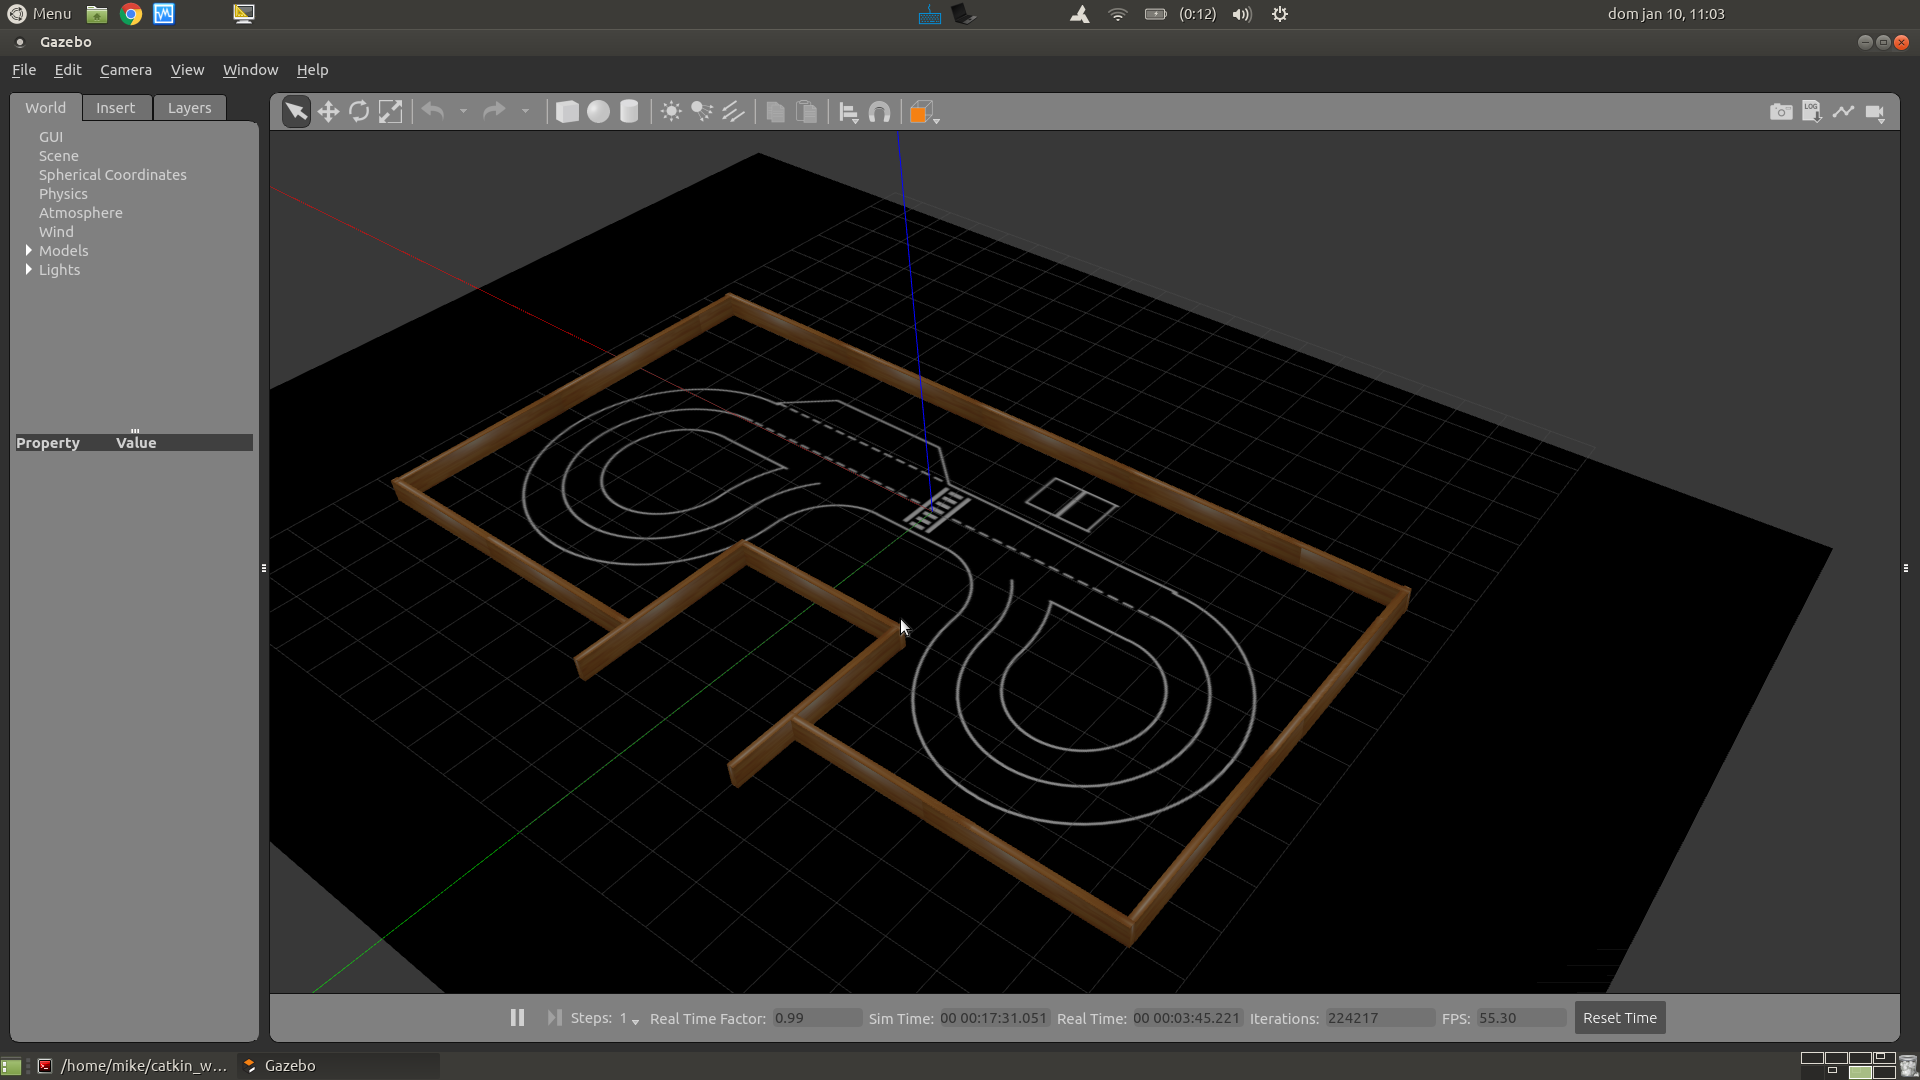 Menu (0:12) dom jan 10, 11:03
Gazebo
File Edit Camera View Window Help
World Insert Layers
LOG
GUI
Scene
Spherical Coordinates
Physics
Atmosphere
Wind
Models
Lights
Property Value
Steps: 1 Real Time Factor: 0.99 Sim Time: 00 00:17:31.051 Real Time: 00 00:03:45.221 Iterations: 224217 FPS: 55.30 Reset Time
/home/mike/catkin_w... Gazebo